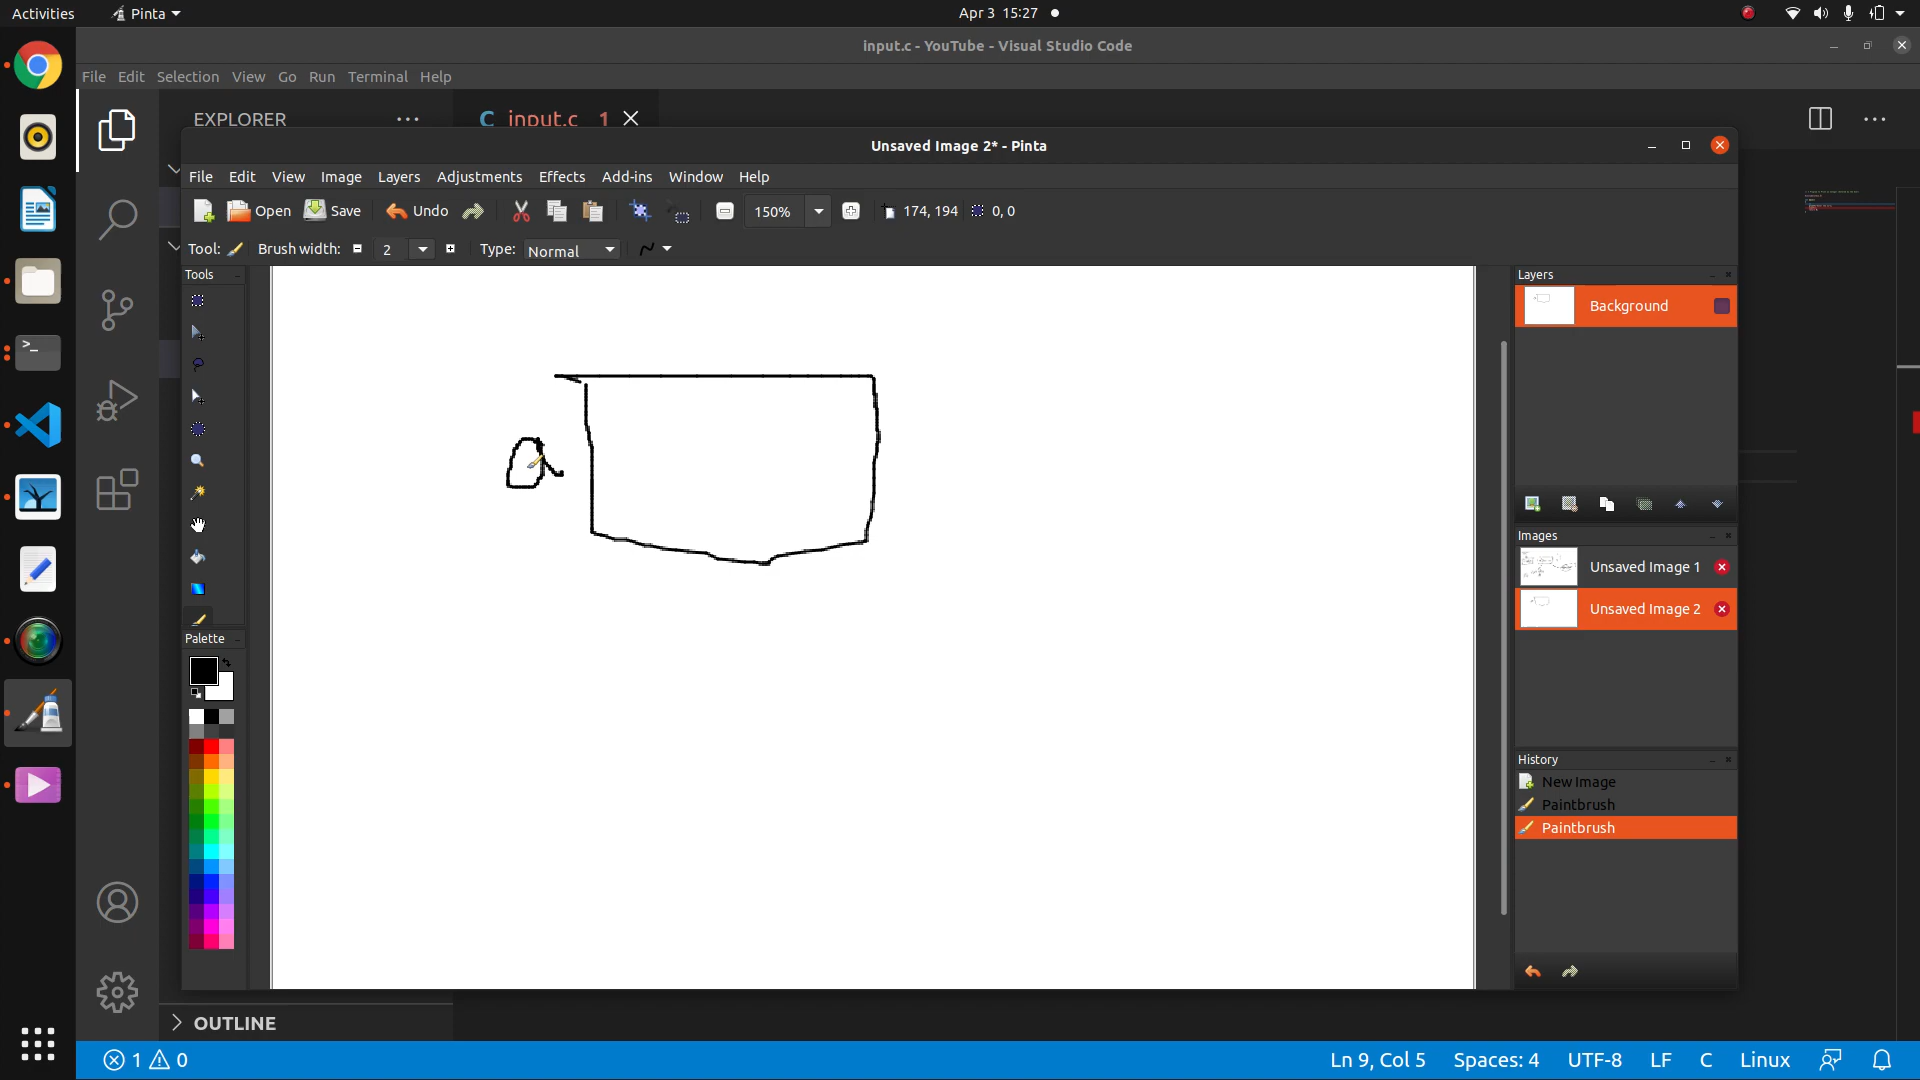 Activities Pinta Apr 3 15:27
input.c - YouTube - Visual Studio Code
File Edit Selection View Go Run Terminal Help
EXPLORER ... C input.c 1
Unsaved Image 2* - Pinta
File Edit View Image Layers Adjustments Effects Add-ins Window Help
Open Save Undo 150% 174, 194 0, 0
Tool: Brush width: 2 Type: Normal
Tools
Layers
Background
a
Images
Unsaved Image 1
Unsaved Image 2
Palette
History
New Image
Paintbrush
Paintbrush
OUTLINE
1 0 Ln 9, Col 5 Spaces: 4 UTF-8 LF C Linux